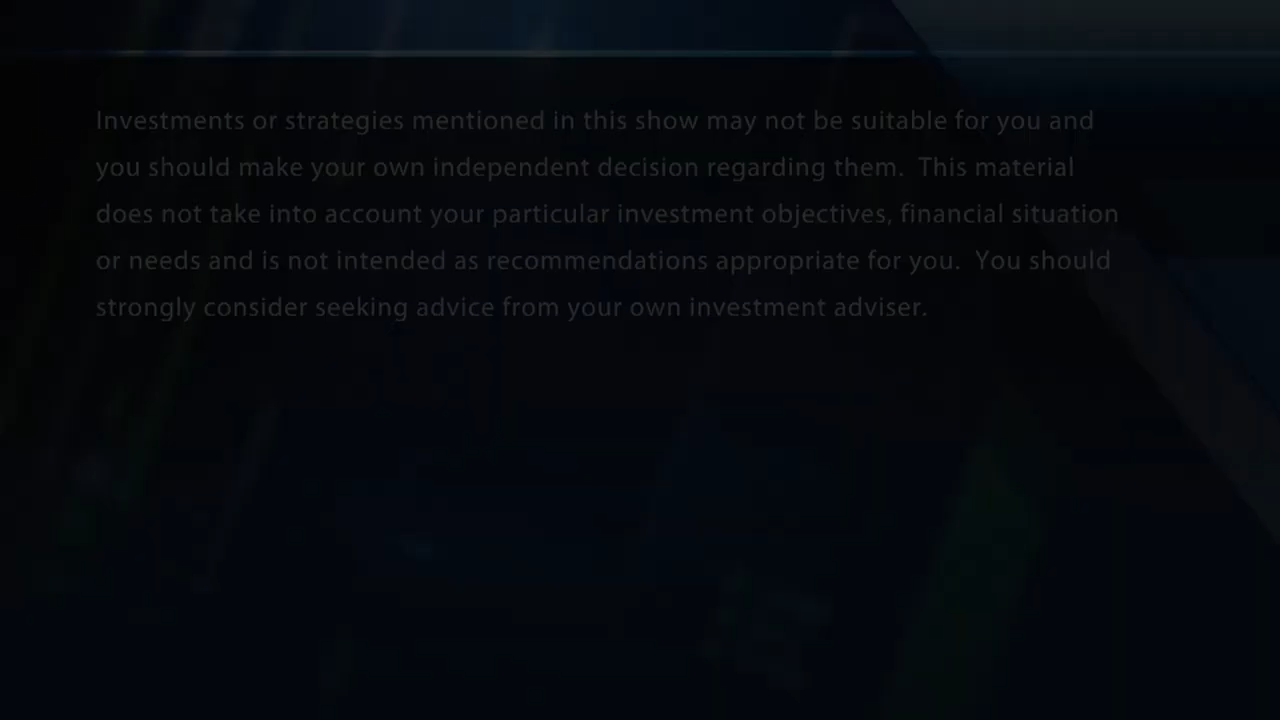 Investments or strategies mentioned in this show may not be suitable for you and
you should make your own independent decision regarding them.  This material
does not take into account your particular investment objectives, financial situation
or needs and is not intended as recommendations appropriate for you.  You should
strongly consider seeking advice from your own investment adviser.